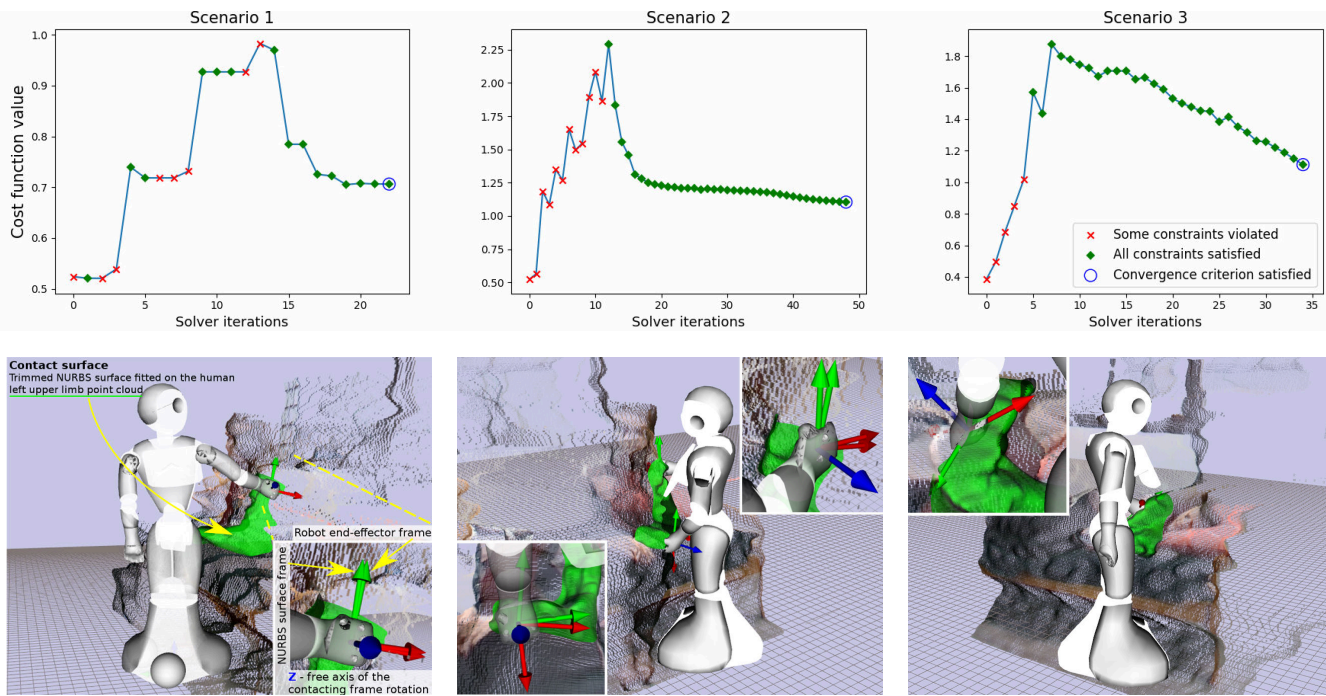 Scenario 1
Scenario 2
Scenario 3
Cost function value
1.0
0.9
0.8
0.7
0.6
0.5
0
5
10
15
20
Solver iterations
2.25
2.00
1.75
1.50
1.25
1.00
0.75
0.50
0
10
20
30
40
50
Solver iterations
1.8
1.6
1.4
1.2
1.0
0.8
0.6
0.4
0
5
10
15
20
25
30
35
Solver iterations
Some constraints violated
All constraints satisfied
Convergence criterion satisfied
Contact surface
Trimmed NURBS surface fitted on the human
left upper limb point cloud
Robot end-effector frame
NURBS surface frame
Z - free axis of the
contacting frame rotation